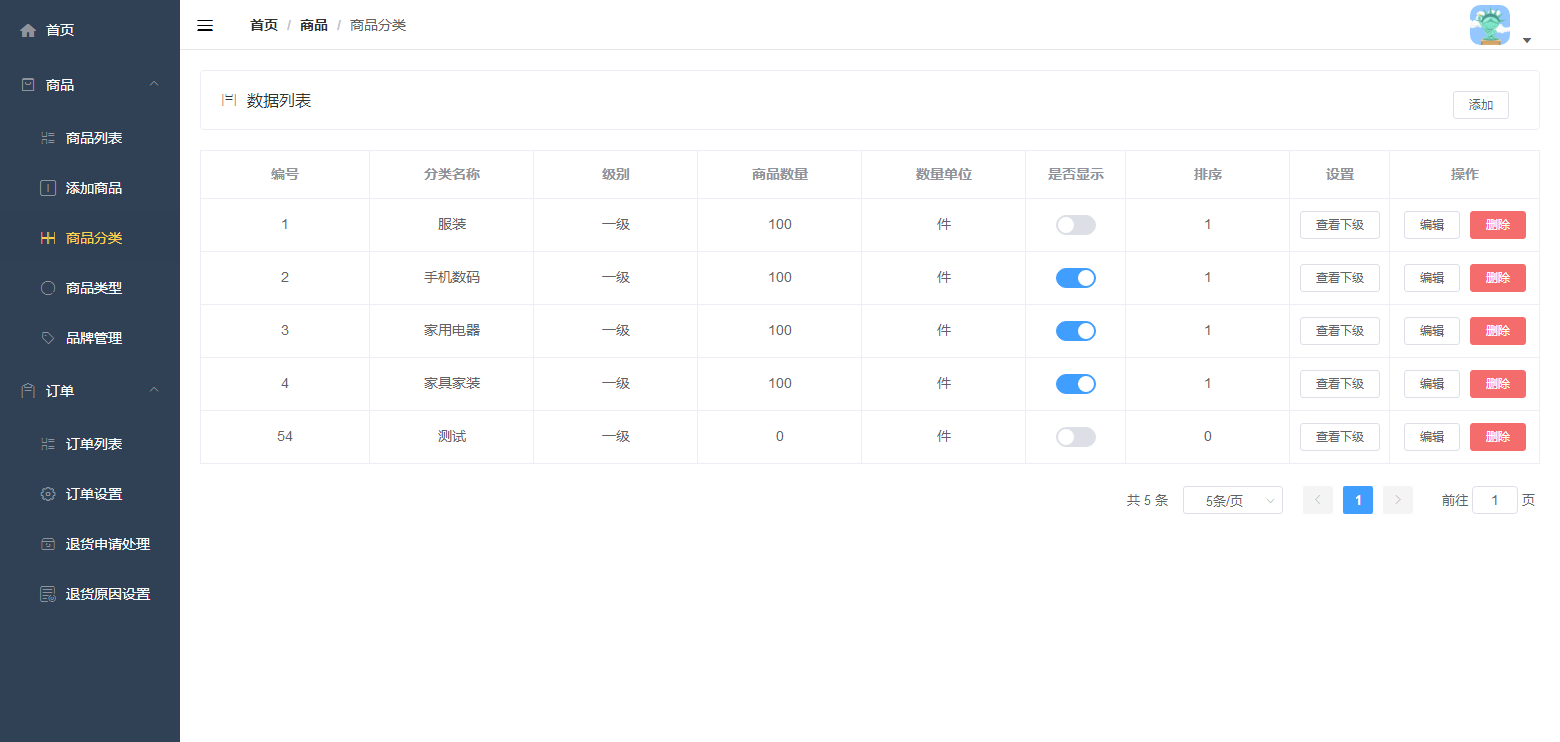 首页
商品
商品列表
添加商品
商品分类
商品类型
品牌管理
订单
订单列表
订单设置
退货申请处理
退货原因设置
首页 / 商品 / 商品分类
数据列表 添加
编号 分类名称 级别 商品数量 数量单位 是否显示 排序 设置 操作
1 服装 一级 100 件 1 查看下级 编辑 删除
2 手机数码 一级 100 件 1 查看下级 编辑 删除
3 家用电器 一级 100 件 1 查看下级 编辑 删除
4 家具家装 一级 100 件 1 查看下级 编辑 删除
54 测试 一级 0 件 0 查看下级 编辑 删除
共 5 条 5条/页 1 前往 1 页